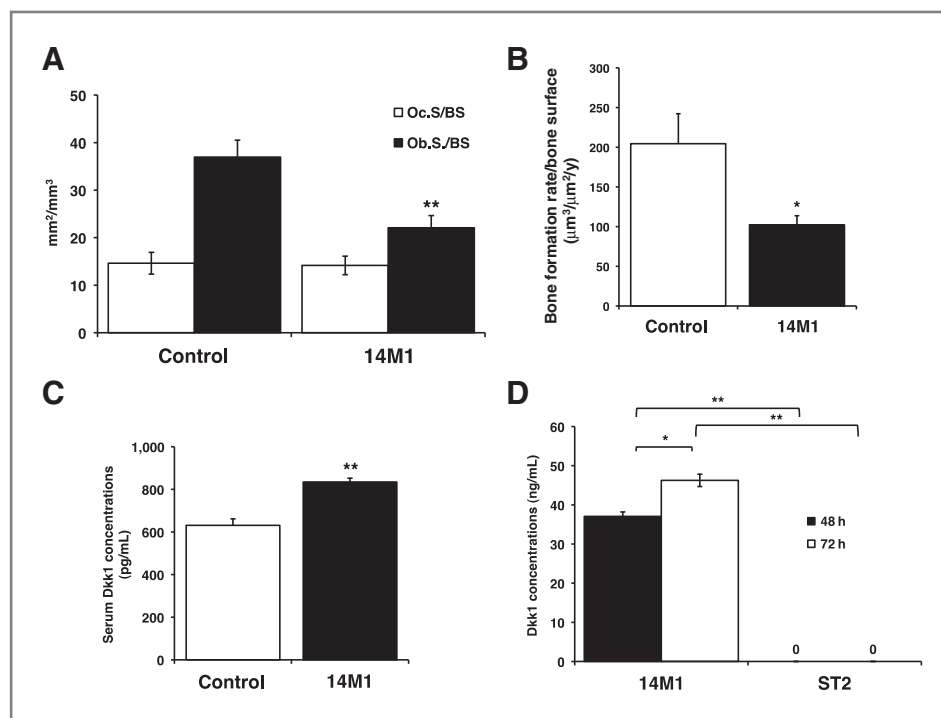 A
50
40
30
20
10
0
mm²/mm³
Oc.S/BS
Ob.S./BS
**
Control
14M1
B
300
250
200
150
100
50
0
Bone formation rate/bone surface
(μm³/μm²/y)
*
Control
14M1
C
1,000
800
600
400
200
0
Serum Dkk1 concentrations
(pg/mL)
**
Control
14M1
D
60
50
40
30
20
10
0
Dkk1 concentrations (ng/mL)
**
**
*
48 h
72 h
0
0
14M1
ST2